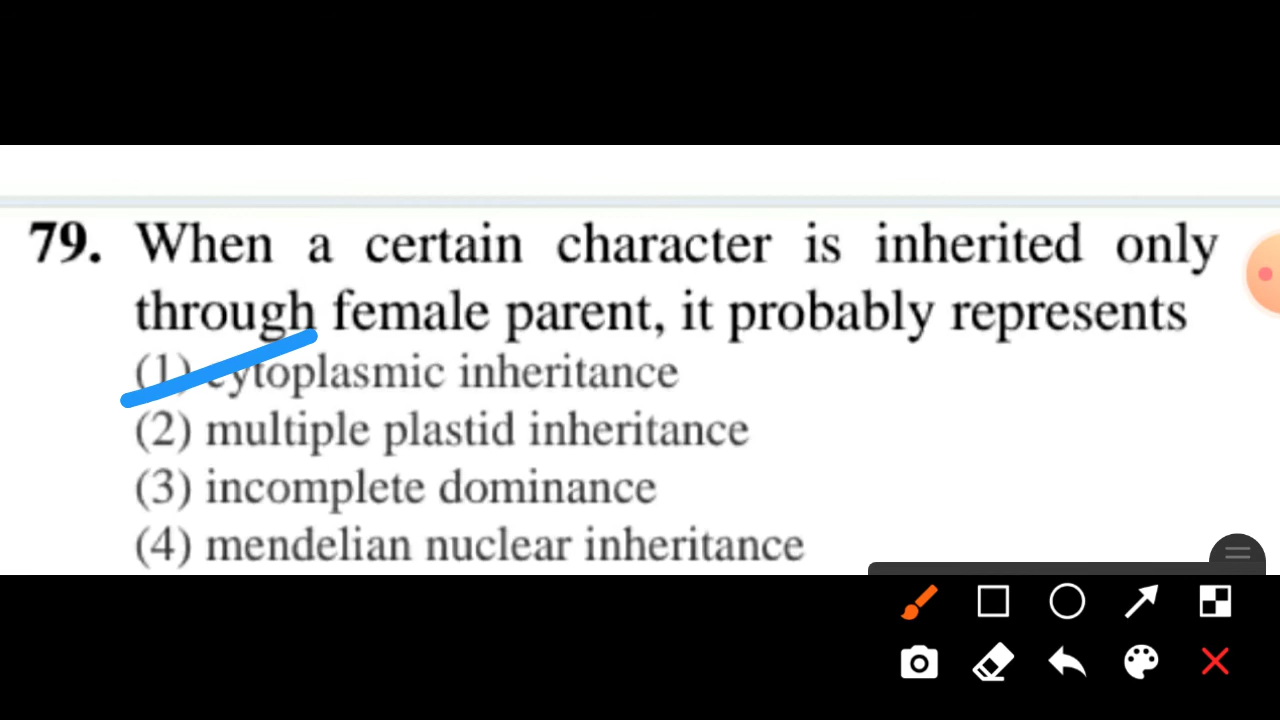 79. When a certain character is inherited only
through female parent, it probably represents
(1) cytoplasmic inheritance
(2) multiple plastid inheritance
(3) incomplete dominance
(4) mendelian nuclear inheritance